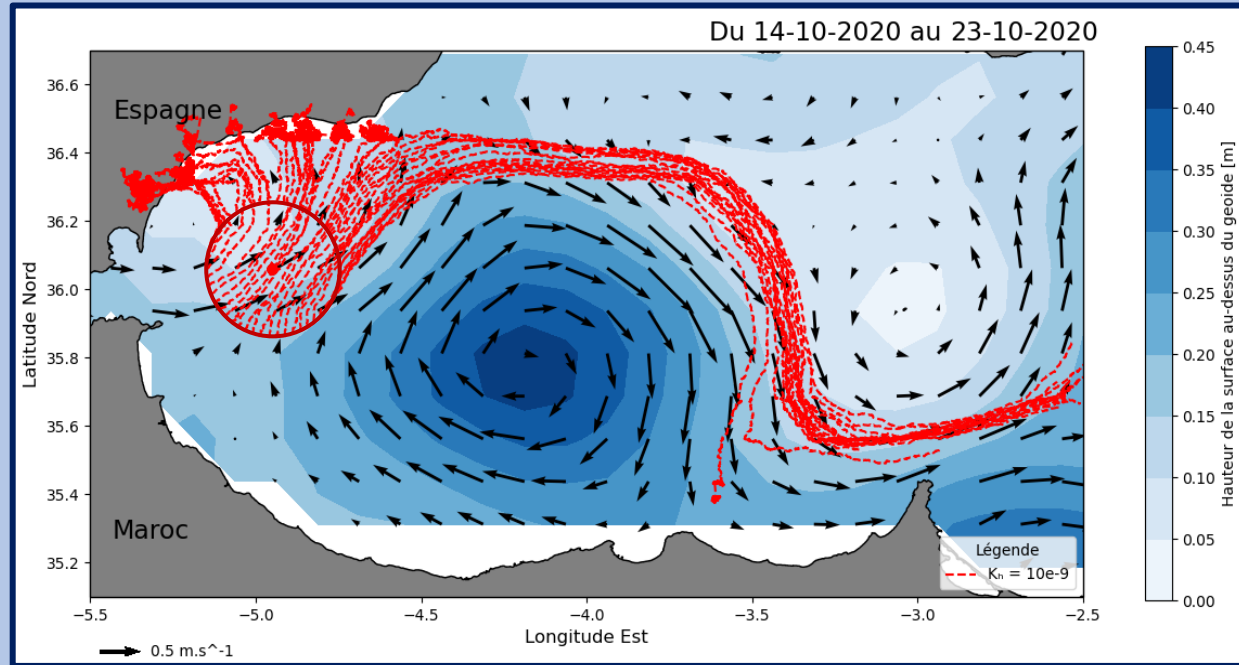 Du 14-10-2020 au 23-10-2020
Espagne
Maroc
36.6
36.4
36.2
36.0
35.8
35.6
35.4
35.2
Latitude Nord
−5.5 −5.0 −4.5 −4.0 −3.5 −3.0 −2.5
Longitude Est
0.5 m.s^-1
Légende
Kₕ = 10e-9
0.45
0.40
0.35
0.30
0.25
0.20
0.15
0.10
0.05
0.00
Hauteur de la surface au-dessus du geoide [m]